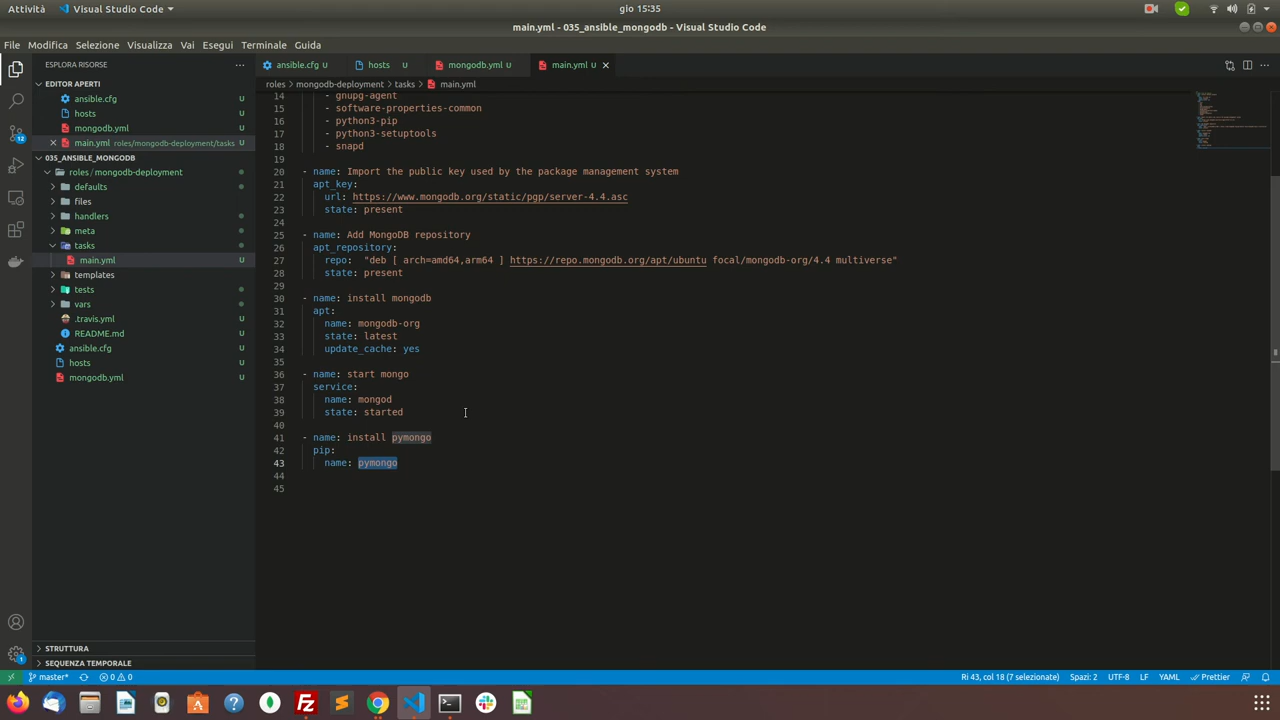 Attività
Visual Studio Code
gio 15:35
main.yml - 035_ansible_mongodb - Visual Studio Code
File Modifica Selezione Visualizza Vai Esegui Terminale Guida
ESPLORA RISORSE
ansible.cfg U
hosts U
mongodb.yml U
main.yml U
EDITOR APERTI
ansible.cfg U
hosts U
mongodb.yml U
main.yml roles/mongodb-deployment/tasks U
035_ANSIBLE_MONGODB
roles / mongodb-deployment
defaults
files
handlers
meta
tasks
main.yml U
templates
tests
vars
.travis.yml U
README.md U
ansible.cfg U
hosts U
mongodb.yml U
STRUTTURA
SEQUENZA TEMPORALE
12
1
roles > mongodb-deployment > tasks > main.yml
14 - gnupg-agent
15 - software-properties-common
16 - python3-pip
17 - python3-setuptools
18 - snapd
19
20 - name: Import the public key used by the package management system
21 apt_key:
22 url: https://www.mongodb.org/static/pgp/server-4.4.asc
23 state: present
24
25 - name: Add MongoDB repository
26 apt_repository:
27 repo:  "deb [ arch=amd64,arm64 ] https://repo.mongodb.org/apt/ubuntu focal/mongodb-org/4.4 multiverse"
28 state: present
29
30 - name: install mongodb
31 apt:
32 name: mongodb-org
33 state: latest
34 update_cache: yes
35
36 - name: start mongo
37 service:
38 name: mongod
39 state: started
40
41 - name: install pymongo
42 pip:
43 name: pymongo
44
45
master* 0 0
Ri 43, col 18 (7 selezionate) Spazi: 2 UTF-8 LF YAML Prettier